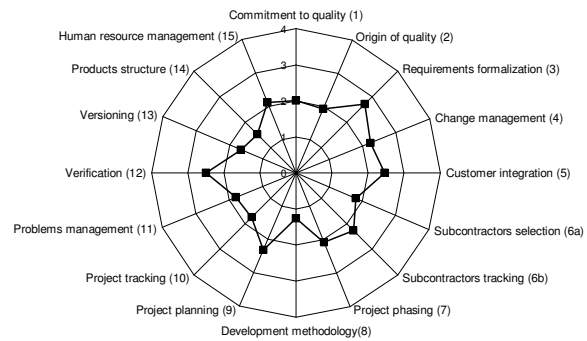 Commitment to quality (1)
Origin of quality (2)
Requirements formalization (3)
Change management (4)
Customer integration (5)
Subcontractors selection (6a)
Subcontractors tracking (6b)
Project phasing (7)
Development methodology(8)
Project planning (9)
Project tracking (10)
Problems management (11)
Verification (12)
Versioning (13)
Products structure (14)
Human resource management (15)
4
3
2
1
0